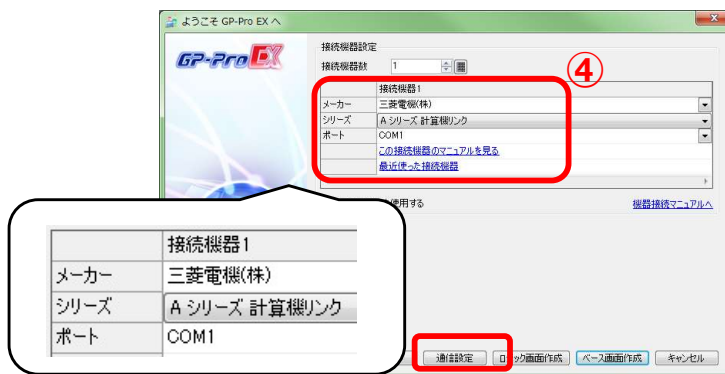 ようこそ GP-Pro EX へ
GP-Pro EX
接続機器設定
接続機器数 1
④
接続機器1
メーカー 三菱電機(株)
シリーズ A シリーズ 計算機リンク
ポート COM1
この接続機器のマニュアルを見る
最近使った接続機器
使用する 機器接続マニュアルへ
接続機器1
メーカー 三菱電機(株)
シリーズ A シリーズ 計算機リンク
ポート COM1
通信設定 ロジック画面作成 ベース画面作成 キャンセル